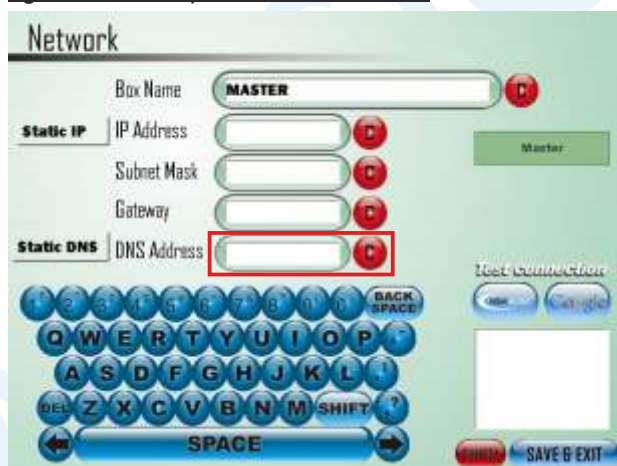 Network
Box Name MASTER C
Static IP IP Address C
Master
Subnet Mask C
Gateway C
Static DNS DNS Address C
Test Connection
Google
BACK SPACE
Q W E R T Y U I O P
A S D F G H J K L
DEL Z X C V B N M SHIFT ?
SPACE
SAVE & EXIT